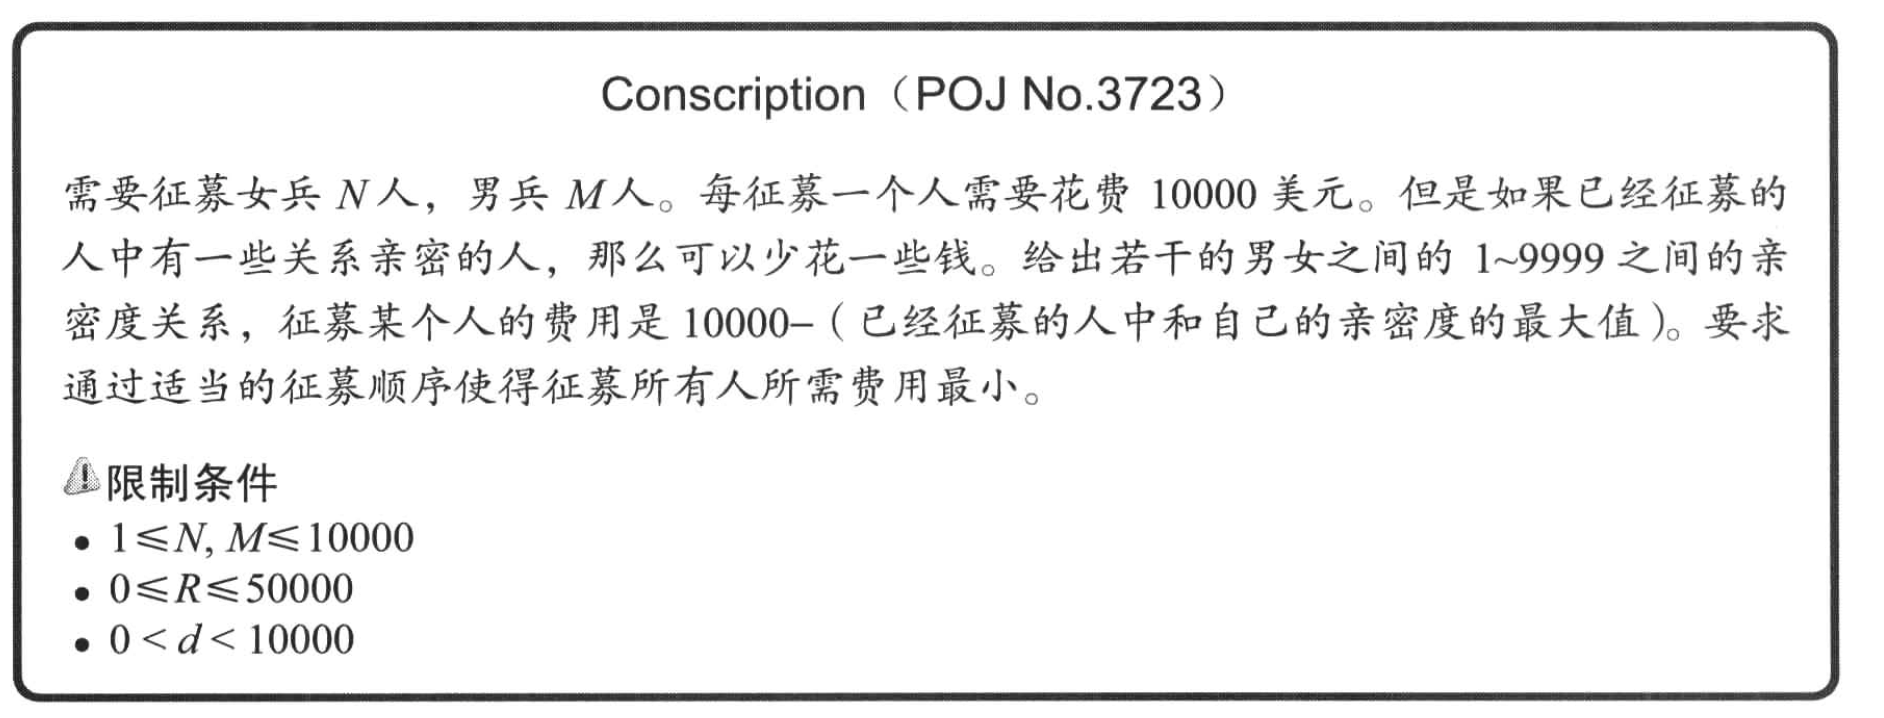 Conscription（POJ No.3723）
需要征募女兵 N 人，男兵 M 人。每征募一个人需要花费 10000 美元。但是如果已经征募的
人中有一些关系亲密的人，那么可以少花一些钱。给出若干的男女之间的 1~9999 之间的亲
密度关系，征募某个人的费用是 10000–（已经征募的人中和自己的亲密度的最大值）。要求
通过适当的征募顺序使得征募所有人所需费用最小。
限制条件
• 1≤N, M≤10000
• 0≤R≤50000
• 0<d<10000